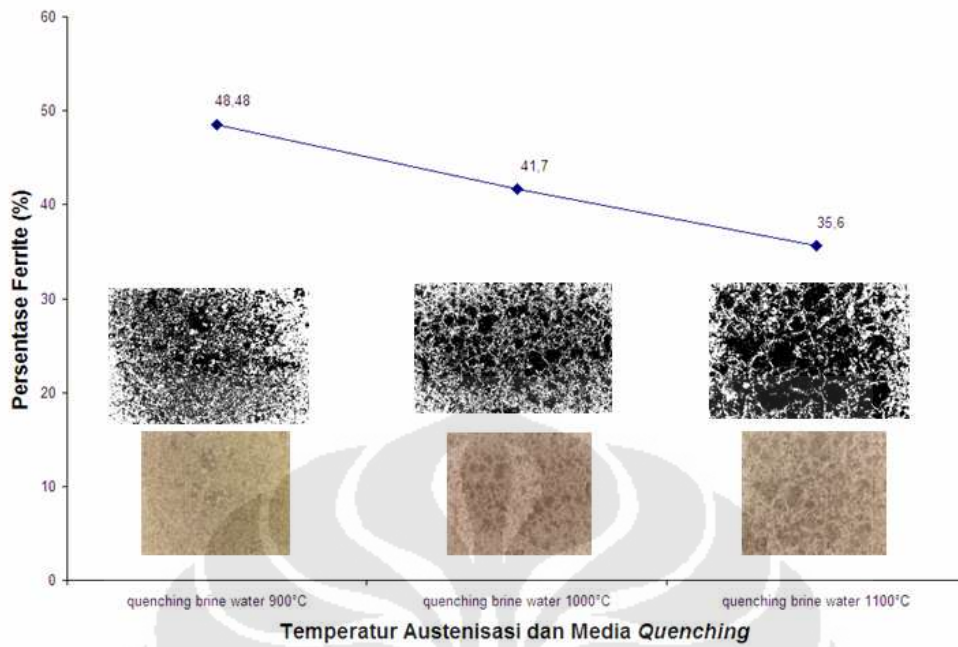 60
50
40
30
20
10
0
Persentase Ferrite (%)
48,48
41,7
35,6
quenching brine water 900°C
quenching brine water 1000°C
quenching brine water 1100°C
Temperatur Austenisasi dan Media Quenching